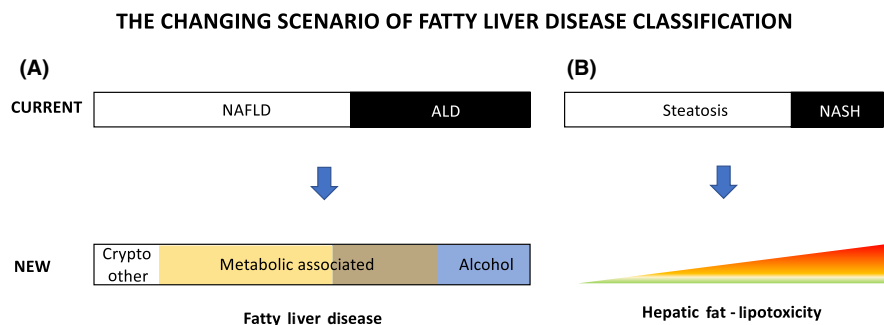 THE CHANGING SCENARIO OF FATTY LIVER DISEASE CLASSIFICATION
(A)
(B)
CURRENT
NAFLD
ALD
Steatosis
NASH
NEW
Crypto
other
Metabolic associated
Alcohol
Fatty liver disease
Hepatic fat - lipotoxicity